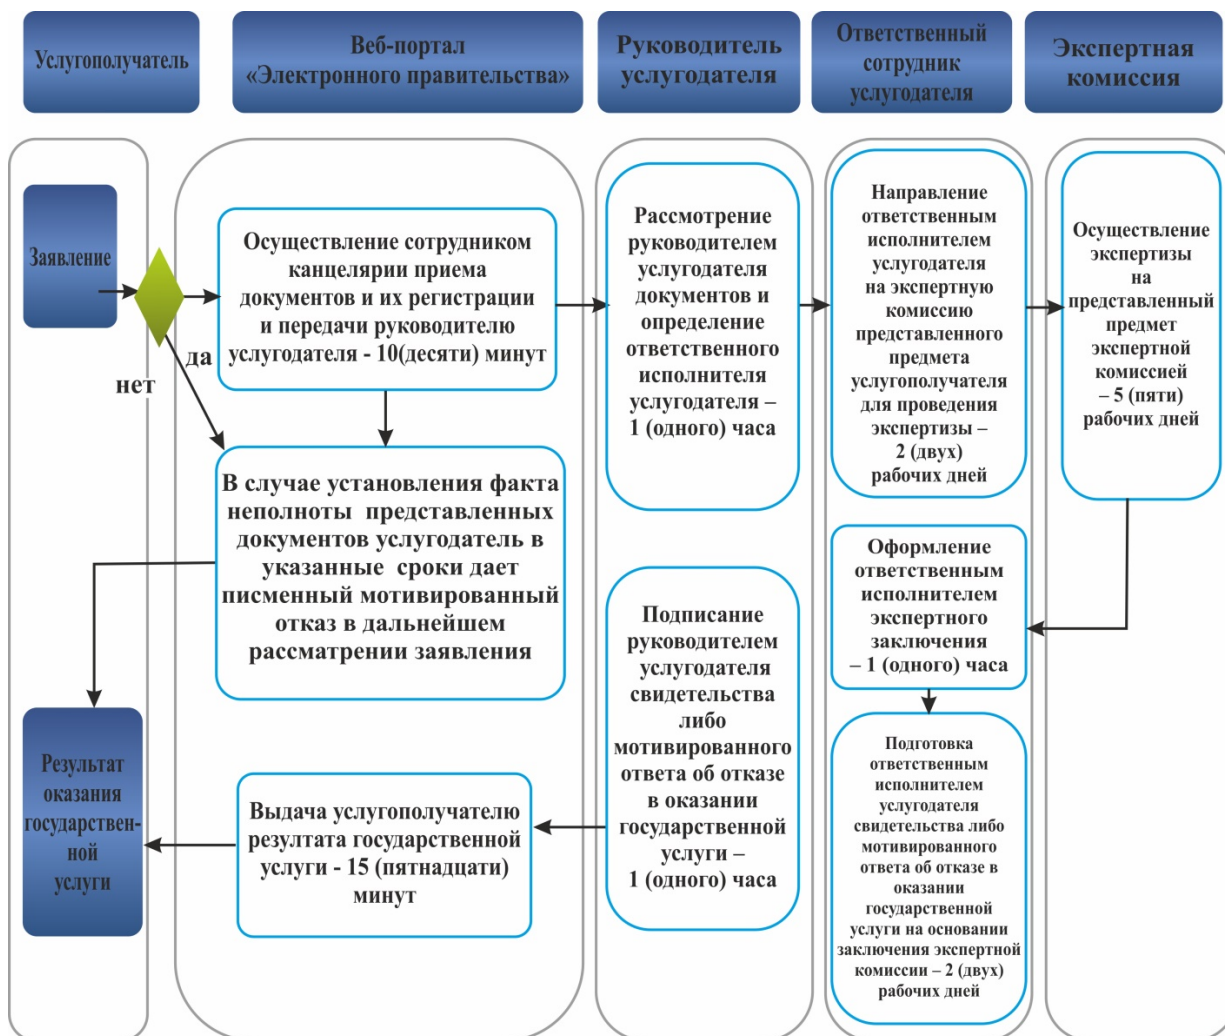 Услугополучатель
Веб-портал
«Электронного правительства»
Руководитель
услугодателя
Ответственный
сотрудник
услугодателя
Экспертная
комиссия
Заявление
нет
да
Осуществление сотрудником
канцелярии приема
документов и их регистрации
и передачи руководителю
услугодателя - 10(десяти) минут
В случае установления факта
неполноты представленных
документов услугодатель в
указанные сроки дает
писменный мотивированный
отказ в дальнейшем
рассматрении заявления
Рассмотрение
руководителем
услугодателя
документов и
определение
ответственного
исполнителя
услугодателя –
1 (одного) часа
Направление
ответственным
исполнителем
услугодателя
на экспертную
комиссию
представленного
предмета
услугополучателя
для проведения
экспертизы –
2 (двух)
рабочих дней
Осуществление
экспертизы
на
представленный
предмет
экспертной
комиссией
– 5 (пяти)
рабочих дней
Оформление
ответственным
исполнителем
экспертного
заключения
– 1 (одного) часа
Подготовка
ответственным
исполнителем
услугодателя
свидетельства либо
мотивированного
ответа об отказе в
оказании
государственной
услуги на основании
заключения экспертной
комиссии – 2 (двух)
рабочих дней
Подписание
руководителем
услугодателя
свидетельства
либо
мотивированного
ответа об отказе
в оказании
государственной
услуги –
1 (одного) часа
Выдача услугополучателю
резултата государственной
услуги - 15 (пятнадцати)
минут
Результат
оказания
государствен-
ной
услуги